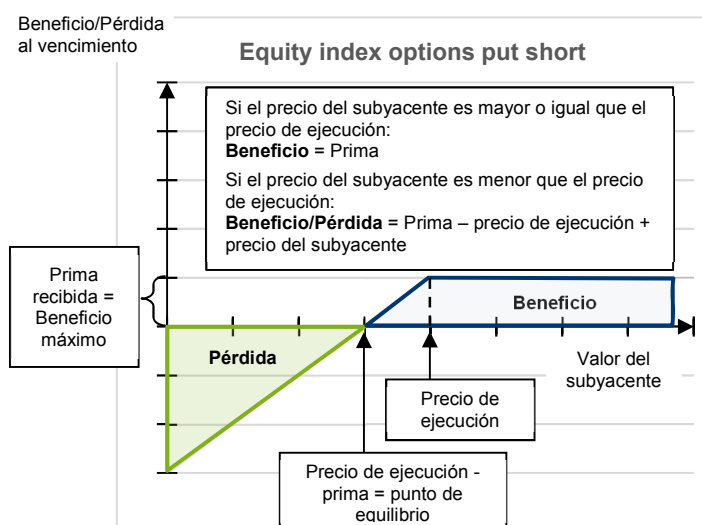 Beneficio/Pérdida
al vencimiento
Equity index options put short
Si el precio del subyacente es mayor o igual que el
precio de ejecución:
Beneficio = Prima
Si el precio del subyacente es menor que el precio
de ejecución:
Beneficio/Pérdida = Prima – precio de ejecución +
precio del subyacente
Prima
recibida =
Beneficio
máximo
Beneficio
Pérdida
Valor del
subyacente
Precio de
ejecución
Precio de ejecución -
prima = punto de
equilibrio